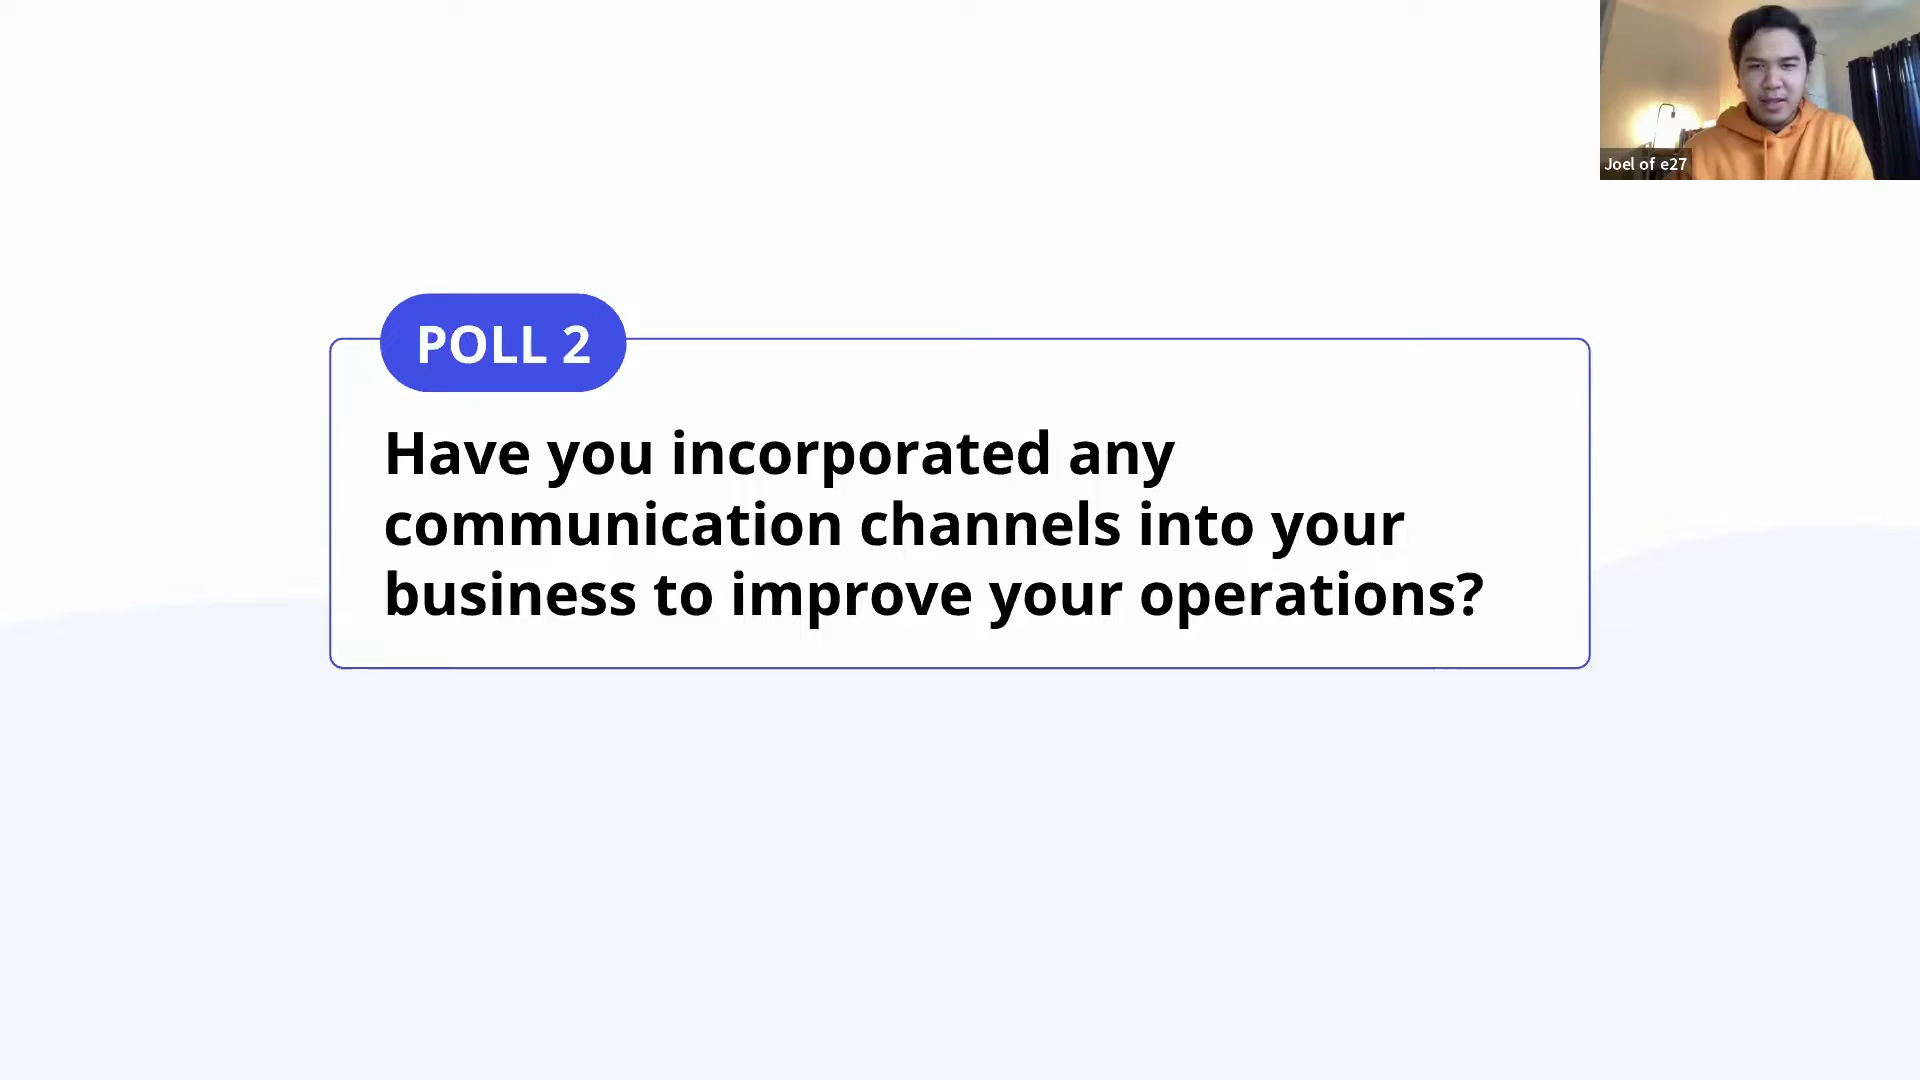 Joel of e27
POLL 2
Have you incorporated any
communication channels into your
business to improve your operations?